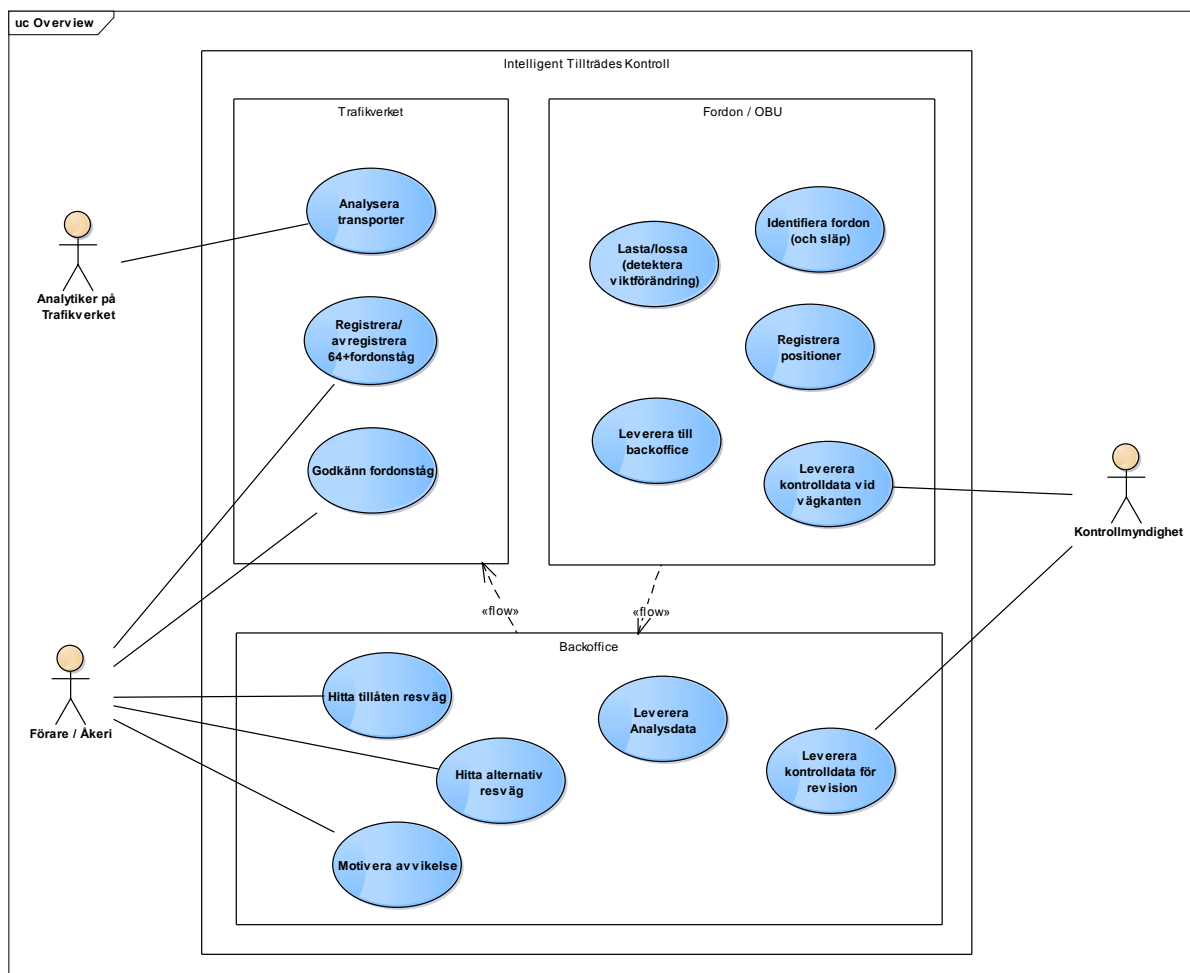 uc Overview
Intelligent Tillträdes Kontroll
Trafikverket
Fordon / OBU
Analysera
transporter
Identifiera fordon
(och släp)
Lasta/lossa
(detektera
viktförändring)
Analytiker på
Trafikverket
Registrera/
avregistrera
64+fordonståg
Registrera
positioner
Leverera till
backoffice
Godkänn fordonståg
Leverera
kontrolldata vid
vägkanten
Kontrollmyndighet
«flow»
«flow»
Backoffice
Förare / Åkeri
Hitta tillåten resväg
Leverera
Analysdata
Hitta alternativ
resväg
Leverera
kontrolldata för
revision
Motivera avvikelse